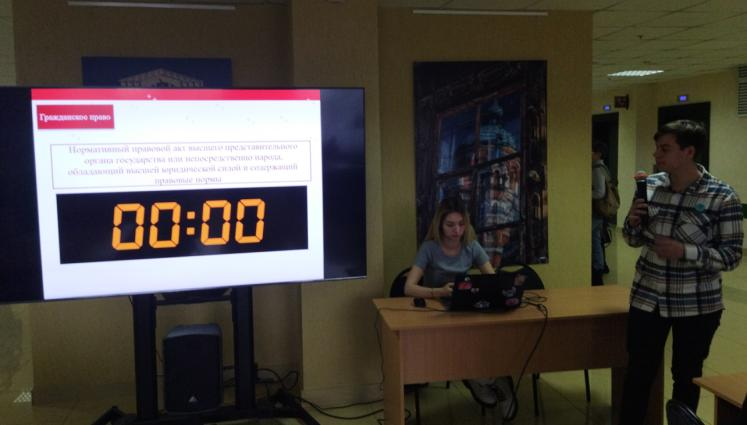 Гражданское право
Нормативный правовой акт высшего представительного
органа государства или непосредственно народа,
обладающий высшей юридической силой и содержащий
правовые нормы
00:00